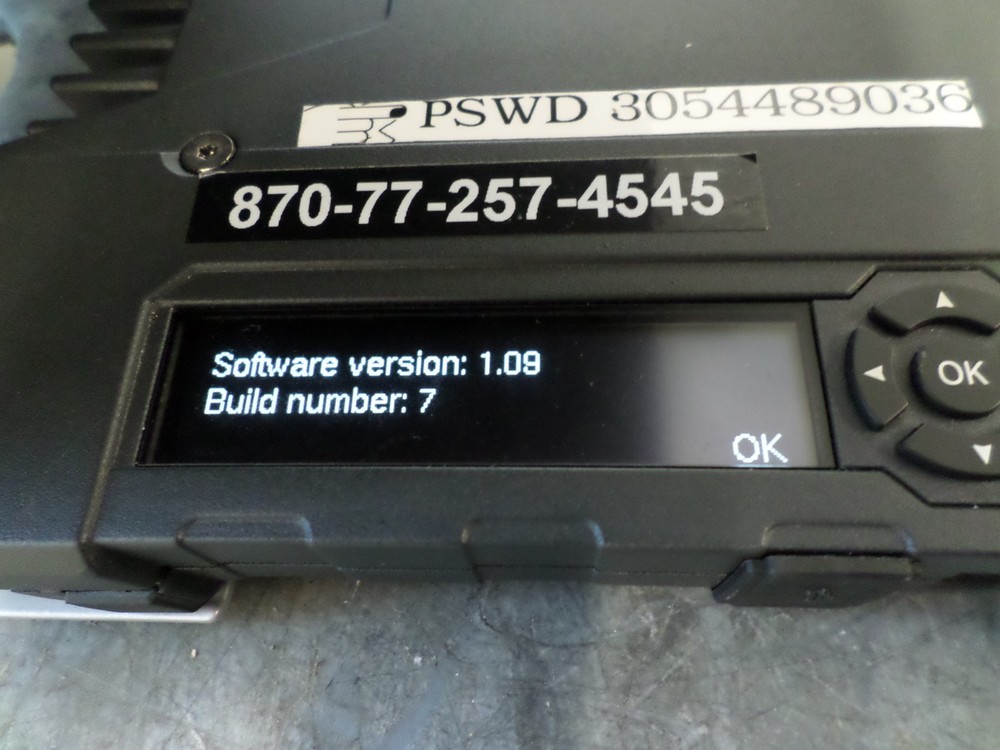 PSWD 3054489036
870-77-257-4545
Software version: 1.09
Build number: 7
OK
OK